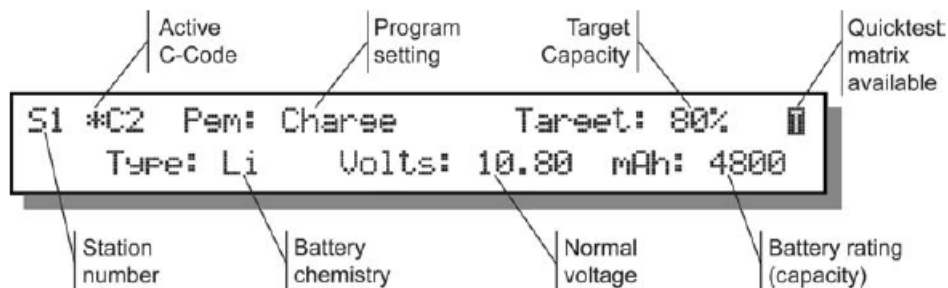 Active
C-Code
Program
setting
Target
Capacity
Quicktest
matrix
available
S1 *C2 Pgm: Charge Target: 80% T
Type: Li Volts: 10.80 mAh: 4800
Station
number
Battery
chemistry
Normal
voltage
Battery rating
(capacity)